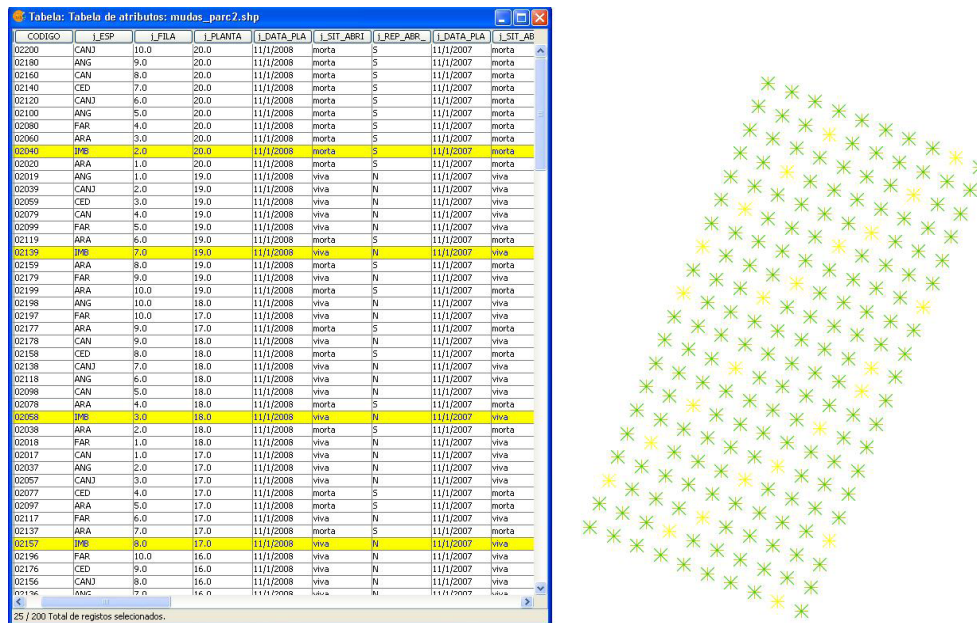 Tabela: Tabela de atributos: mudas_parc2.shp
CODIGO j_ESP j_FILA j_PLANTA j_DATA_PLA j_SIT_ABRI j_REP_ABR_ j_DATA_PLA j_SIT_AB
02200 CANJ 10.0 20.0 11/1/2008 morta S 11/1/2007 morta
02180 ANG 9.0 20.0 11/1/2008 morta S 11/1/2007 morta
02160 CAN 8.0 20.0 11/1/2008 morta S 11/1/2007 morta
02140 CED 7.0 20.0 11/1/2008 morta S 11/1/2007 morta
02120 CANJ 6.0 20.0 11/1/2008 morta S 11/1/2007 morta
02100 ANG 5.0 20.0 11/1/2008 morta S 11/1/2007 morta
02080 FAR 4.0 20.0 11/1/2008 morta S 11/1/2007 morta
02060 ARA 3.0 20.0 11/1/2008 morta S 11/1/2007 morta
02040 IMB 2.0 20.0 11/1/2008 morta S 11/1/2007 morta
02020 ARA 1.0 20.0 11/1/2008 morta S 11/1/2007 morta
02019 ANG 1.0 19.0 11/1/2008 viva N 11/1/2007 viva
02039 CANJ 2.0 19.0 11/1/2008 viva N 11/1/2007 viva
02059 CED 3.0 19.0 11/1/2008 viva N 11/1/2007 viva
02079 CAN 4.0 19.0 11/1/2008 viva N 11/1/2007 viva
02099 FAR 5.0 19.0 11/1/2008 viva N 11/1/2007 viva
02119 ARA 6.0 19.0 11/1/2008 morta S 11/1/2007 morta
02139 IMB 7.0 19.0 11/1/2008 viva N 11/1/2007 viva
02159 ARA 8.0 19.0 11/1/2008 morta S 11/1/2007 morta
02179 FAR 9.0 19.0 11/1/2008 viva N 11/1/2007 viva
02199 ARA 10.0 19.0 11/1/2008 morta S 11/1/2007 morta
02198 ANG 10.0 18.0 11/1/2008 viva N 11/1/2007 viva
02197 FAR 10.0 17.0 11/1/2008 viva N 11/1/2007 viva
02177 ARA 9.0 17.0 11/1/2008 morta S 11/1/2007 morta
02178 CAN 9.0 18.0 11/1/2008 viva N 11/1/2007 viva
02158 CED 8.0 18.0 11/1/2008 morta S 11/1/2007 morta
02138 CANJ 7.0 18.0 11/1/2008 viva N 11/1/2007 viva
02118 ANG 6.0 18.0 11/1/2008 viva N 11/1/2007 viva
02098 CAN 5.0 18.0 11/1/2008 viva N 11/1/2007 viva
02078 ARA 4.0 18.0 11/1/2008 morta S 11/1/2007 morta
02058 IMB 3.0 18.0 11/1/2008 viva N 11/1/2007 viva
02038 ARA 2.0 18.0 11/1/2008 morta S 11/1/2007 morta
02018 FAR 1.0 18.0 11/1/2008 viva N 11/1/2007 viva
02017 CAN 1.0 17.0 11/1/2008 viva N 11/1/2007 viva
02037 ANG 2.0 17.0 11/1/2008 viva N 11/1/2007 viva
02057 CANJ 3.0 17.0 11/1/2008 viva N 11/1/2007 viva
02077 CED 4.0 17.0 11/1/2008 morta S 11/1/2007 morta
02097 ARA 5.0 17.0 11/1/2008 morta S 11/1/2007 morta
02117 FAR 6.0 17.0 11/1/2008 viva N 11/1/2007 viva
02137 ARA 7.0 17.0 11/1/2008 morta S 11/1/2007 morta
02157 IMB 8.0 17.0 11/1/2008 viva N 11/1/2007 viva
02196 FAR 10.0 16.0 11/1/2008 viva N 11/1/2007 viva
02176 CED 9.0 16.0 11/1/2008 viva N 11/1/2007 viva
02156 CANJ 8.0 16.0 11/1/2008 viva N 11/1/2007 viva
02136 ANG 7.0 16.0 11/1/2008 viva N 11/1/2007 viva
25 / 200 Total de registos selecionados.